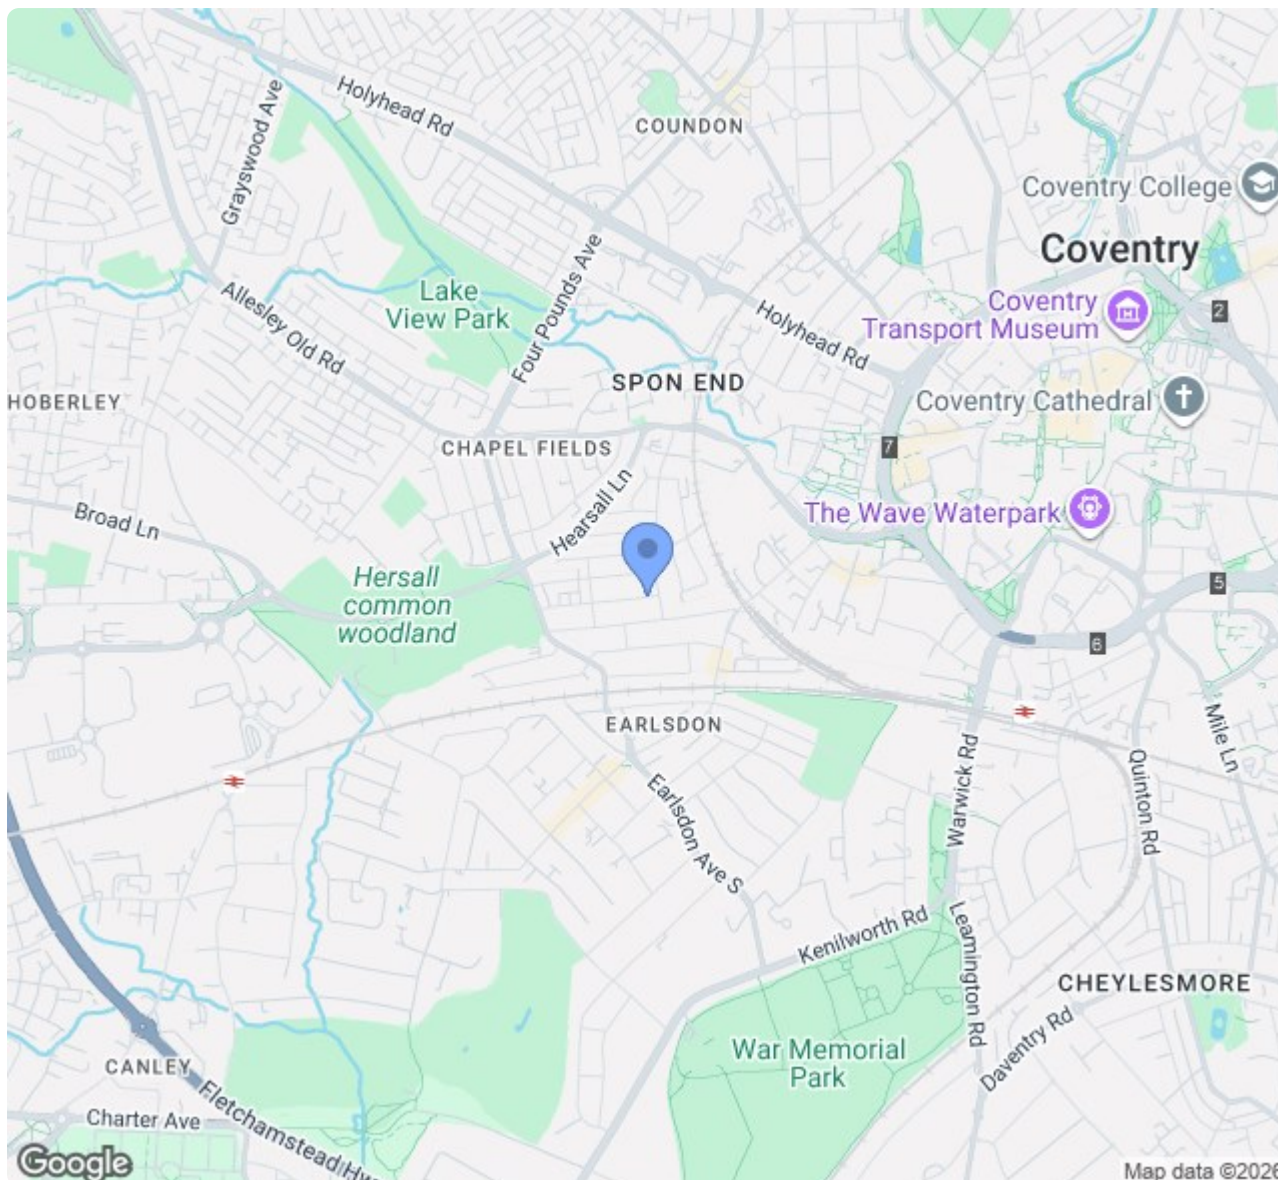 Holyhead Rd
COUNDON
Grayswood Ave
Coventry College
Coventry
Four Pounds Ave
Lake
View Park
Allesley Old Rd
Coventry
Transport Museum
2
Holyhead Rd
SPON END
HOBERLEY
Coventry Cathedral
CHAPEL FIELDS
7
Hearsall Ln
Broad Ln
The Wave Waterpark
Hersall
common
woodland
5
6
EARLSDON
Mile Ln
Warwick Rd
Quinton Rd
Earlsdon Ave S
Kenilworth Rd
Leamington Rd
CHEYLESMORE
Daventry Rd
War Memorial
Park
CANLEY
Charter Ave
Fletchamstead Hwy
Google
Map data ©2026